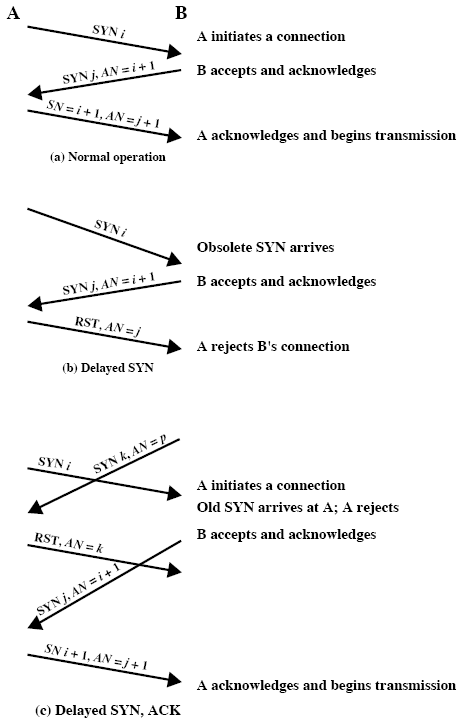 A B
SYN i
A initiates a connection
SYN j, AN = i + 1
B accepts and acknowledges
SN = i + 1, AN = j + 1
A acknowledges and begins transmission
(a) Normal operation
SYN i
Obsolete SYN arrives
SYN j, AN = i + 1
B accepts and acknowledges
RST, AN = j
A rejects B's connection
(b) Delayed SYN
SYN k, AN = p
SYN i
A initiates a connection
Old SYN arrives at A; A rejects
B accepts and acknowledges
RST, AN = k
SYN j, AN = i + 1
SN i + 1, AN = j + 1
A acknowledges and begins transmission
(c) Delayed SYN, ACK